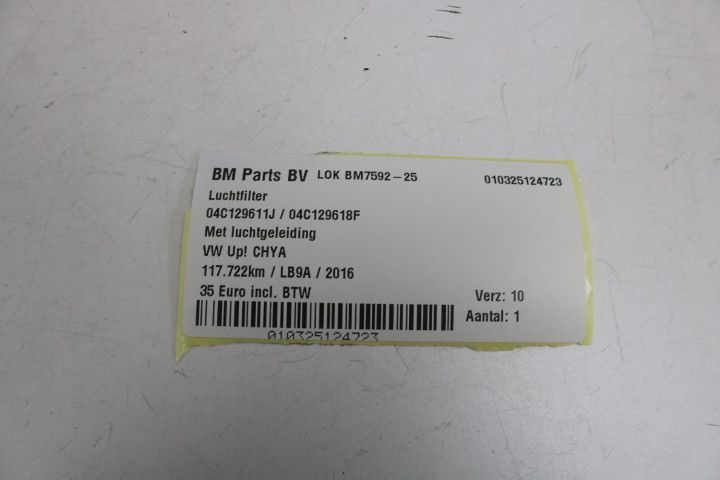 BM Parts BV LOK BM7592-25 010325124723
Luchtfilter
04C129611J / 04C129618F
Met luchtgeleiding
VW Up! CHYA
117.722km / LB9A / 2016
35 Euro incl. BTW Verz: 10
Aantal: 1
010325124723